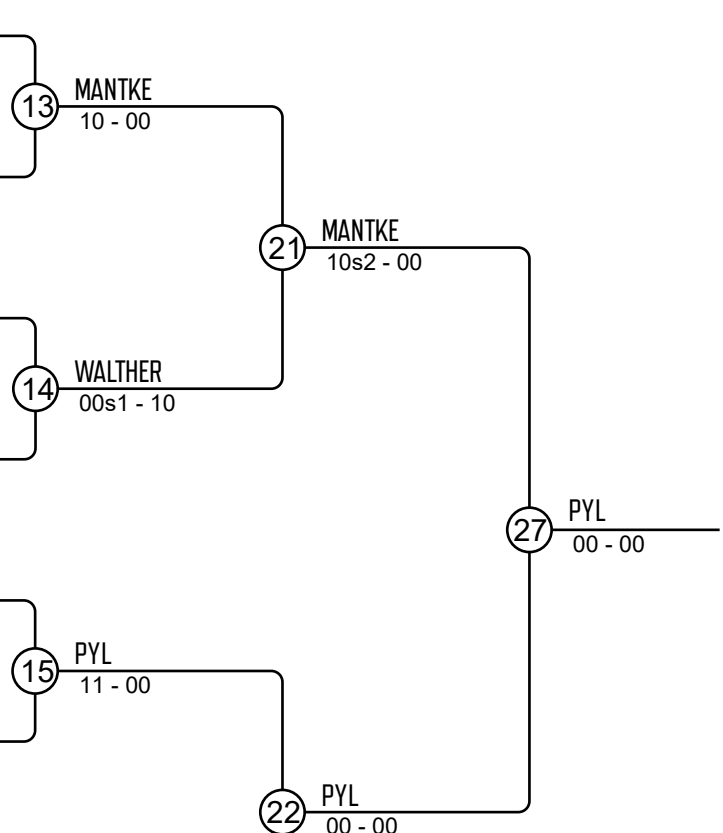 13
MANTKE
10 - 00
21
MANTKE
10s2 - 00
14
WALTHER
00s1 - 10
27
PYL
00 - 00
15
PYL
11 - 00
22
PYL
00 - 00